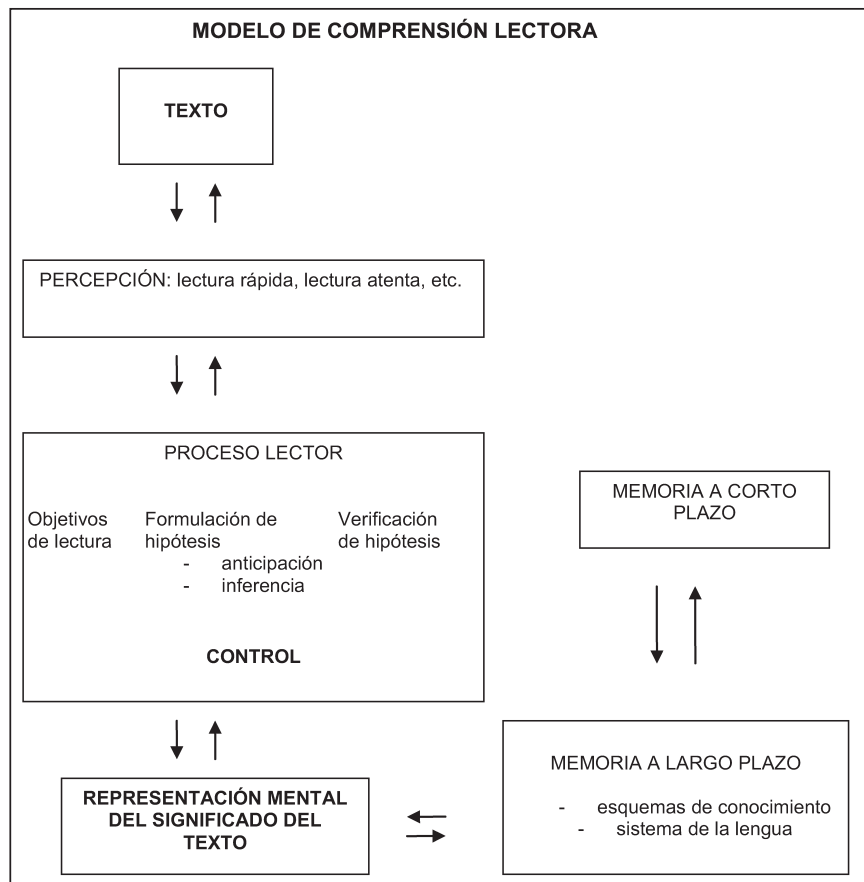 MODELO DE COMPRENSIÓN LECTORA
TEXTO
PERCEPCIÓN: lectura rápida, lectura atenta, etc.
PROCESO LECTOR
Objetivos
de lectura
Formulación de
hipótesis
- anticipación
- inferencia
Verificación
de hipótesis
CONTROL
MEMORIA A CORTO
PLAZO
MEMORIA A LARGO PLAZO
- esquemas de conocimiento
- sistema de la lengua
REPRESENTACIÓN MENTAL
DEL SIGNIFICADO DEL
TEXTO